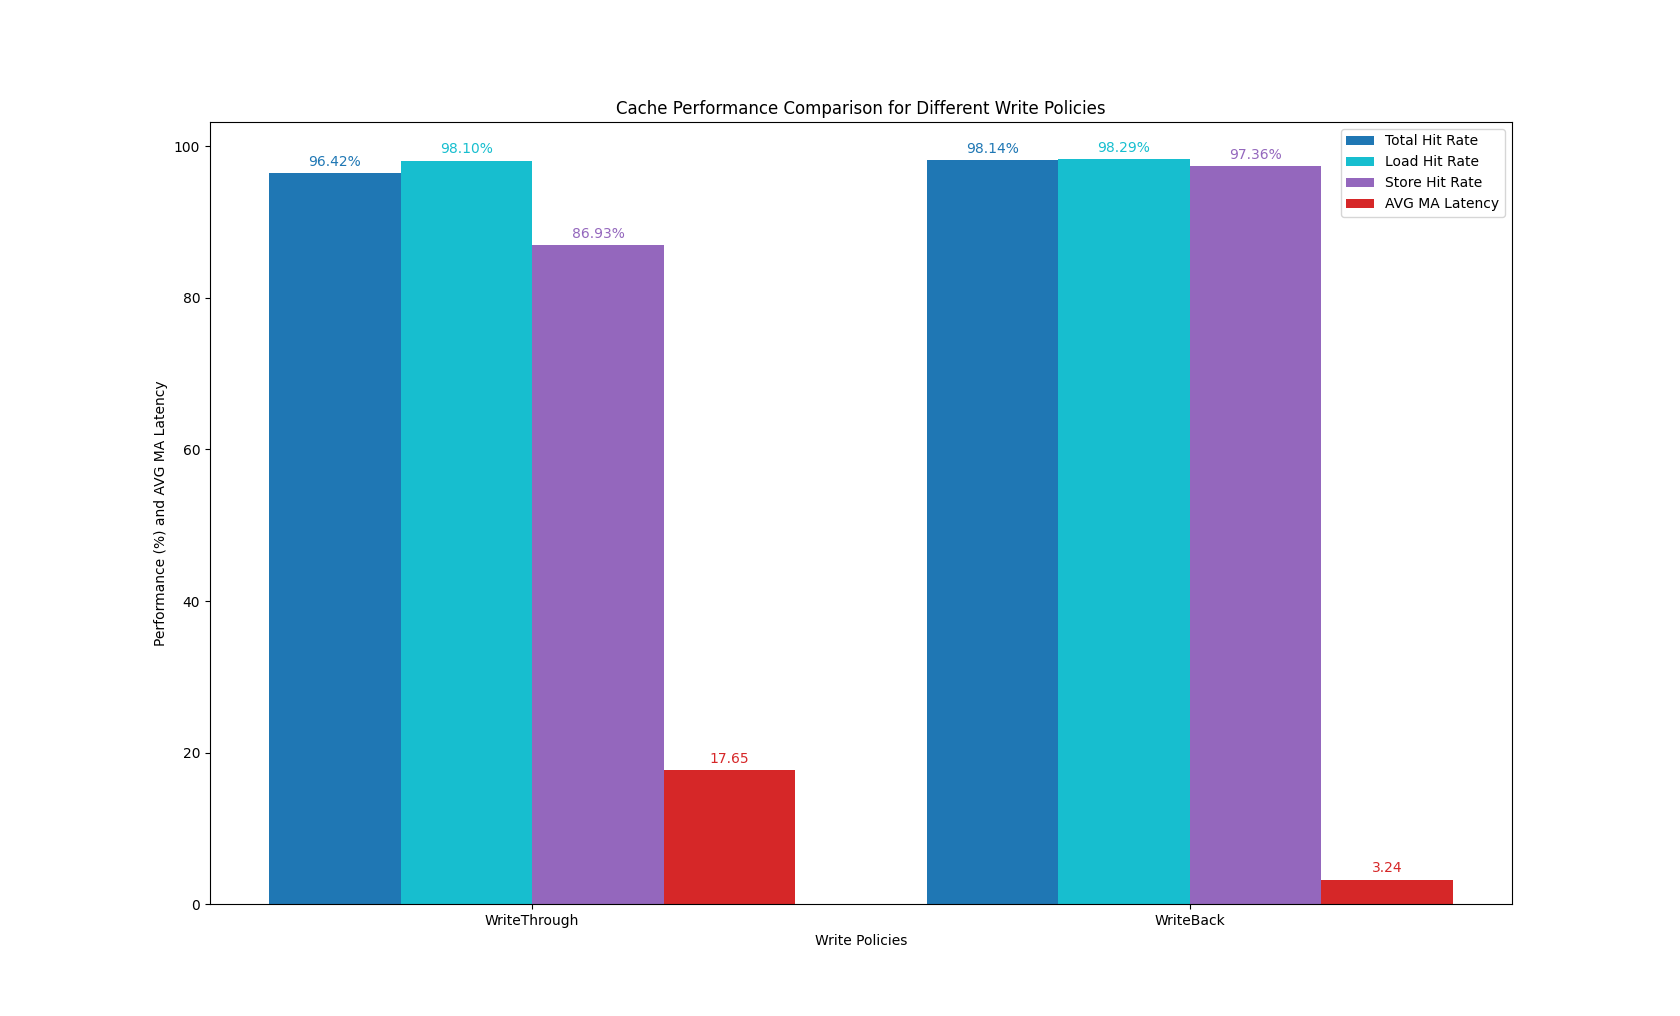 Cache Performance Comparison for Different Write Policies
100
80
60
40
20
0
Performance (%) and AVG MA Latency
96.42%
98.10%
86.93%
17.65
98.14%
98.29%
97.36%
3.24
Total Hit Rate
Load Hit Rate
Store Hit Rate
AVG MA Latency
WriteThrough
WriteBack
Write Policies